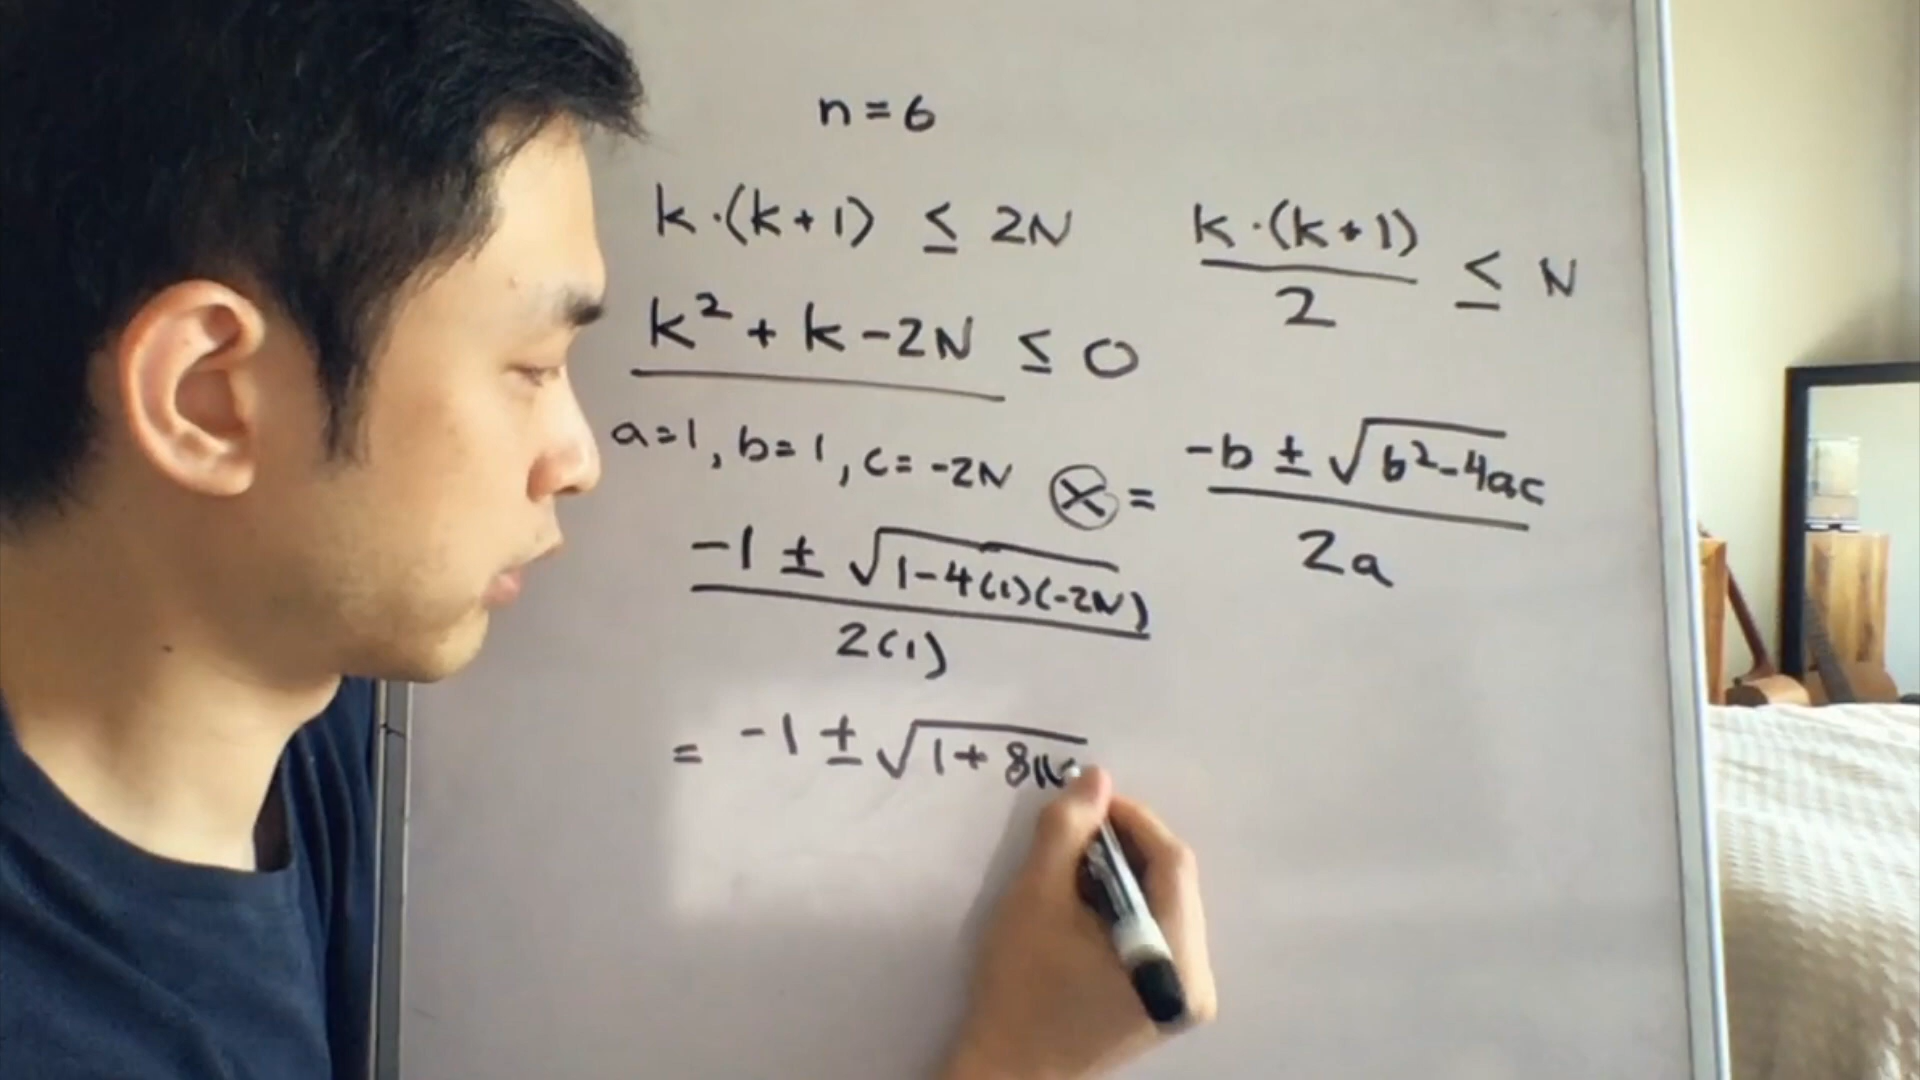 n = 6
k · (k + 1) ≤ 2N
k² + k - 2N ≤ 0
a = 1, b = 1, c = -2N
-1 ± √1 - 4(1)(-2N)
2(1)
= -1 ± √1 + 8N
k · (k + 1)
2
≤ N
x =
-b ± √b² - 4ac
2a